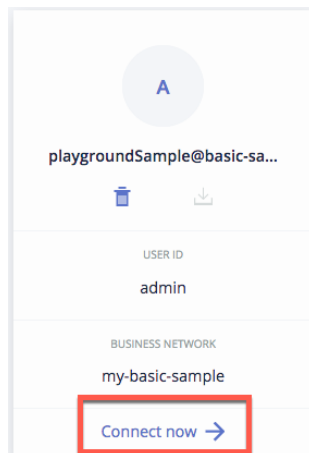 A
playgroundSample@basic-sa...
USER ID
admin
BUSINESS NETWORK
my-basic-sample
Connect now